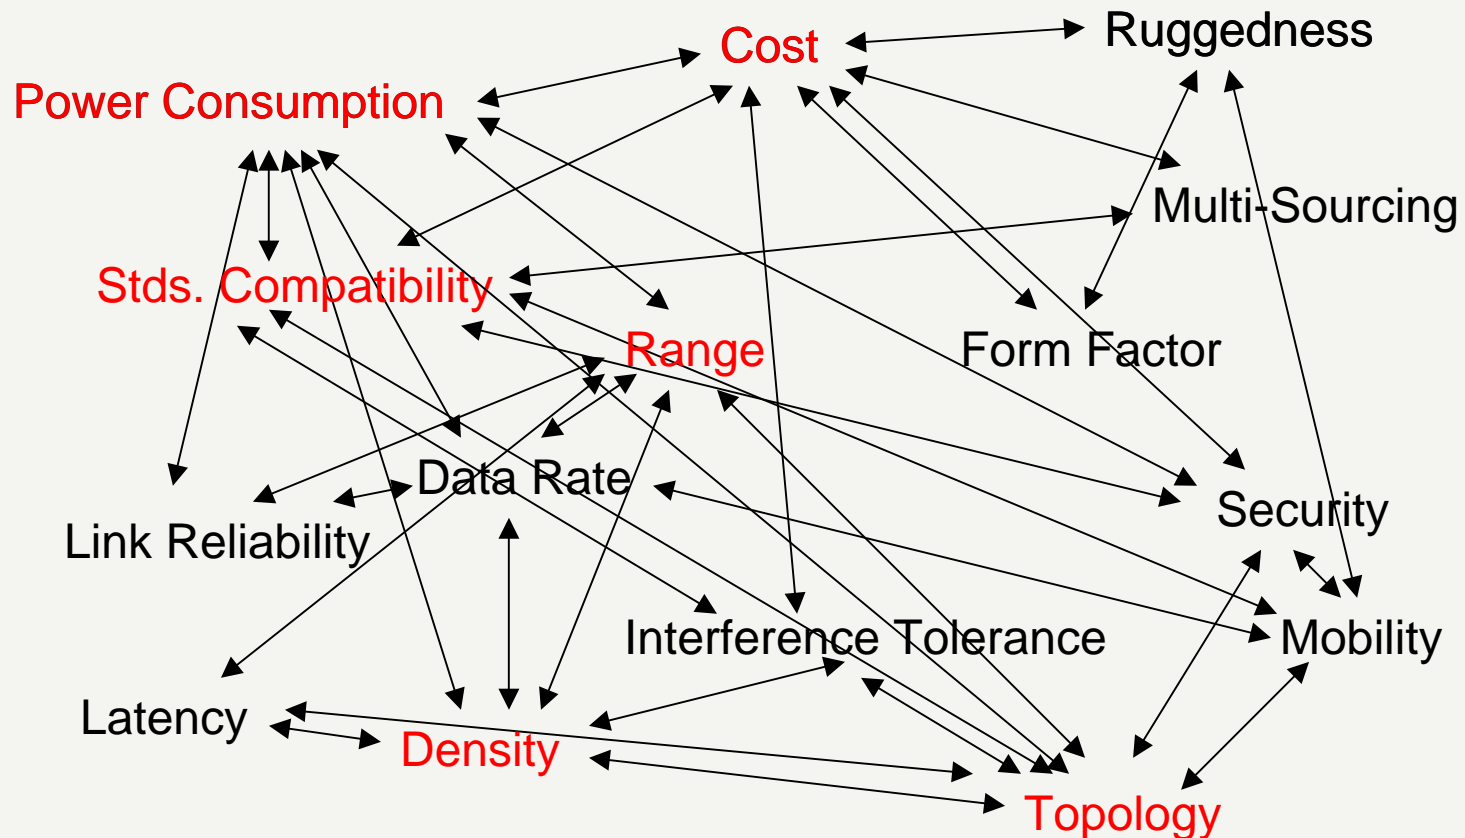 Ruggedness
Cost
Power Consumption
Multi-Sourcing
Stds. Compatibility
Range
Form Factor
Data Rate
Security
Link Reliability
Interference Tolerance
Mobility
Latency
Density
Topology